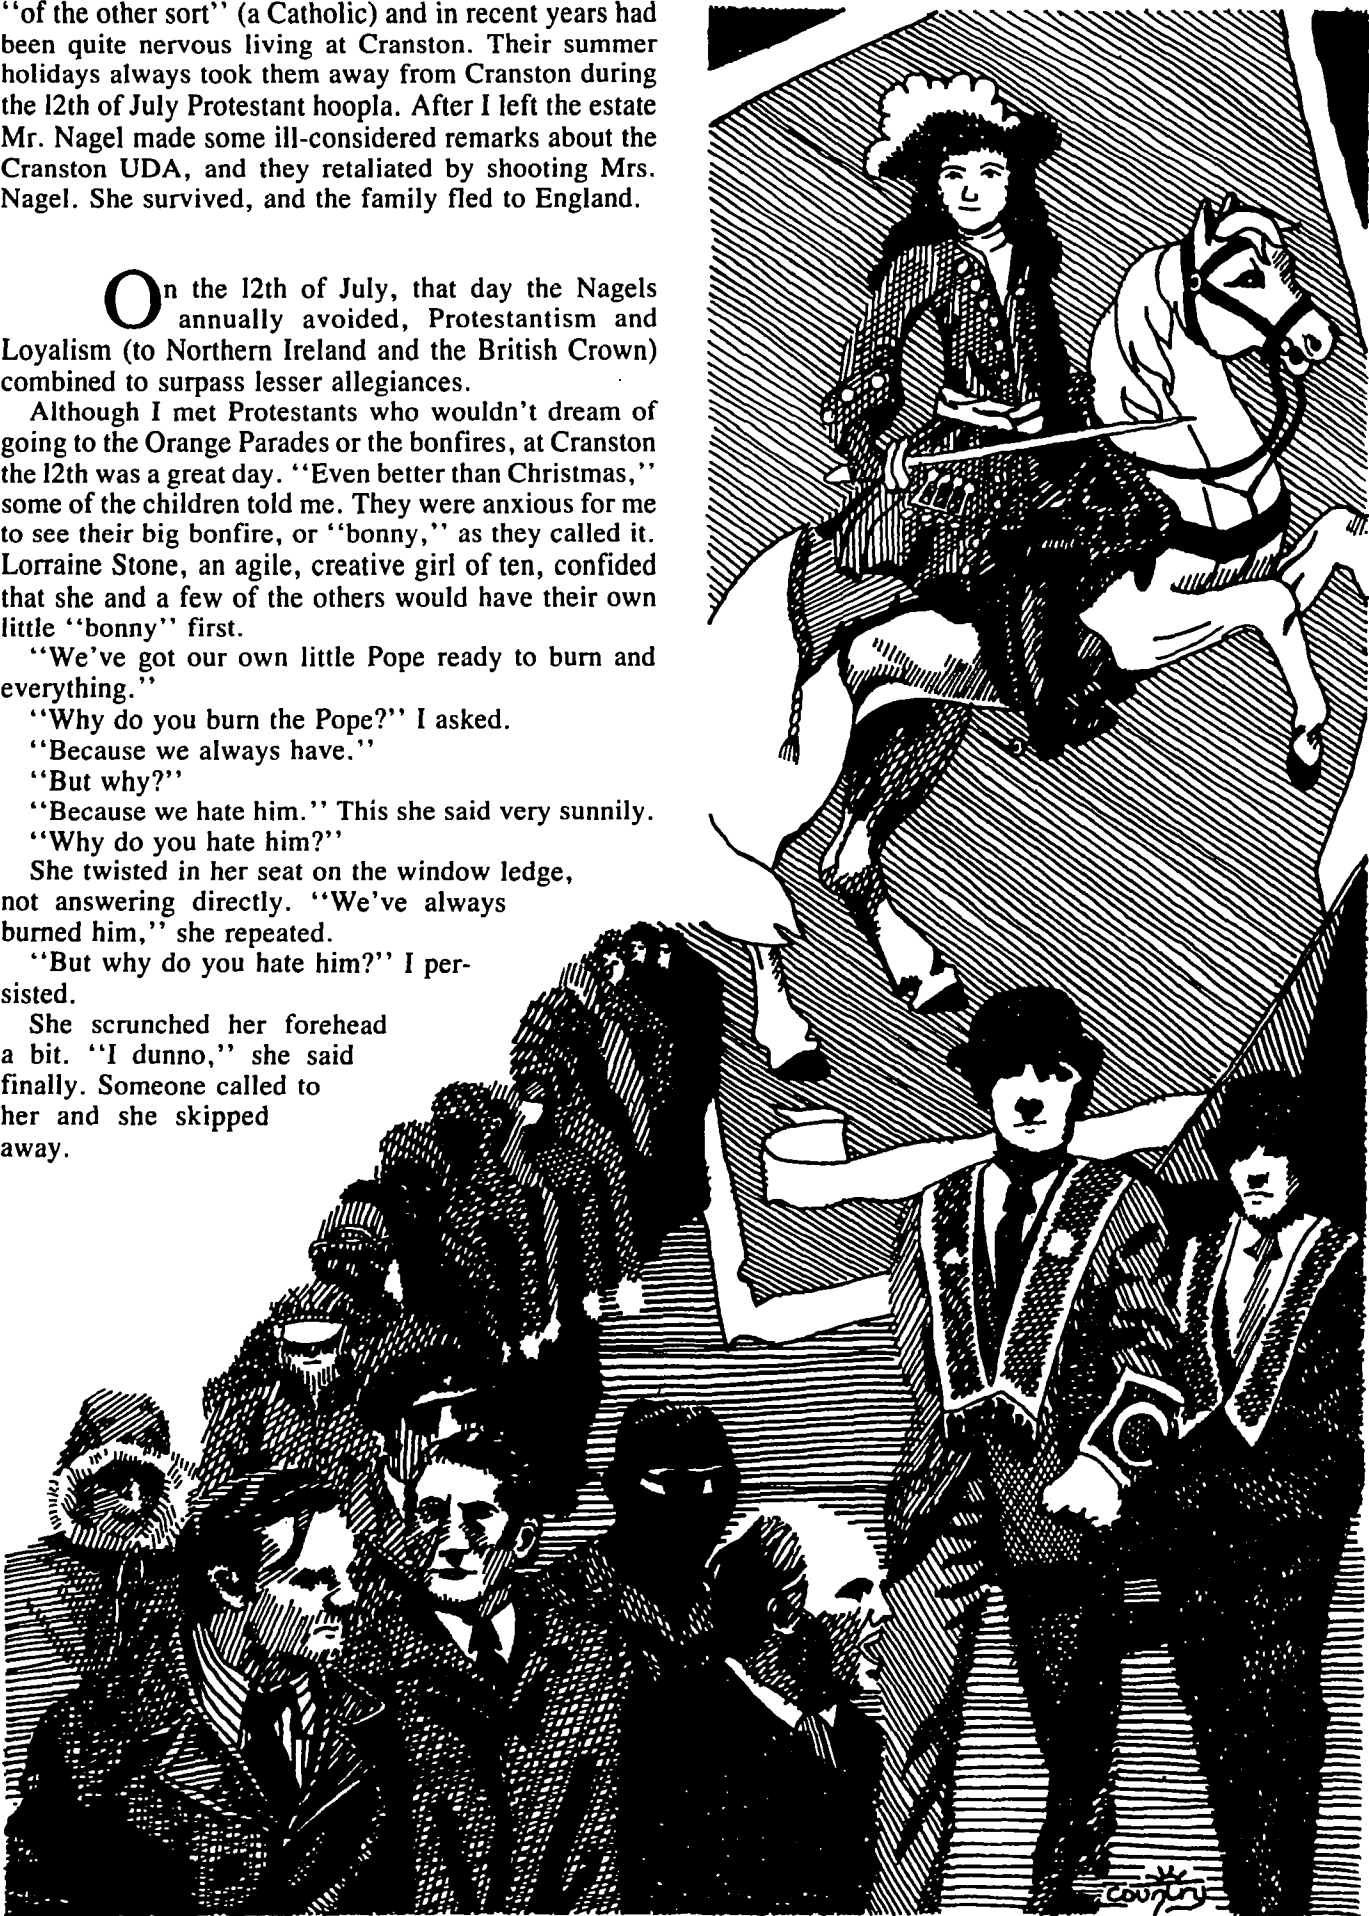 “of the other sort” (a Catholic) and in recent years had
been quite nervous living at Cranston. Their summer
holidays always took them away from Cranston during
the 12th of July Protestant hoopla. After I left the estate
Mr. Nagel made some ill-considered remarks about the
Cranston UDA, and they retaliated by shooting Mrs.
Nagel. She survived, and the family fled to England.
On the 12th of July, that day the Nagels
annually avoided, Protestantism and
Loyalism (to Northern Ireland and the British Crown)
combined to surpass lesser allegiances.
Although I met Protestants who wouldn’t dream of
going to the Orange Parades or the bonfires, at Cranston
the 12th was a great day. “Even better than Christmas,”
some of the children told me. They were anxious for me
to see their big bonfire, or “bonny,” as they called it.
Lorraine Stone, an agile, creative girl of ten, confided
that she and a few of the others would have their own
little “bonny” first.
“We’ve got our own little Pope ready to burn and
everything.”
“Why do you burn the Pope?” I asked.
“Because we always have.”
“But why?”
“Because we hate him.” This she said very sunnily.
“Why do you hate him?”
She twisted in her seat on the window ledge,
not answering directly. “We’ve always
burned him,” she repeated.
“But why do you hate him?” I per-
sisted.
She scrunched her forehead
a bit. “I dunno,” she said
finally. Someone called to
her and she skipped
away.
country